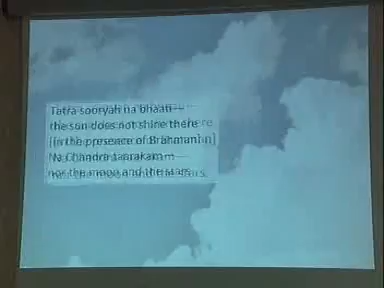 Tatra sooryah na bhaati —
the sun does not shine there
[in the presence of Brahman]
Na Chandra taarakam —
nor the moon and the stars.